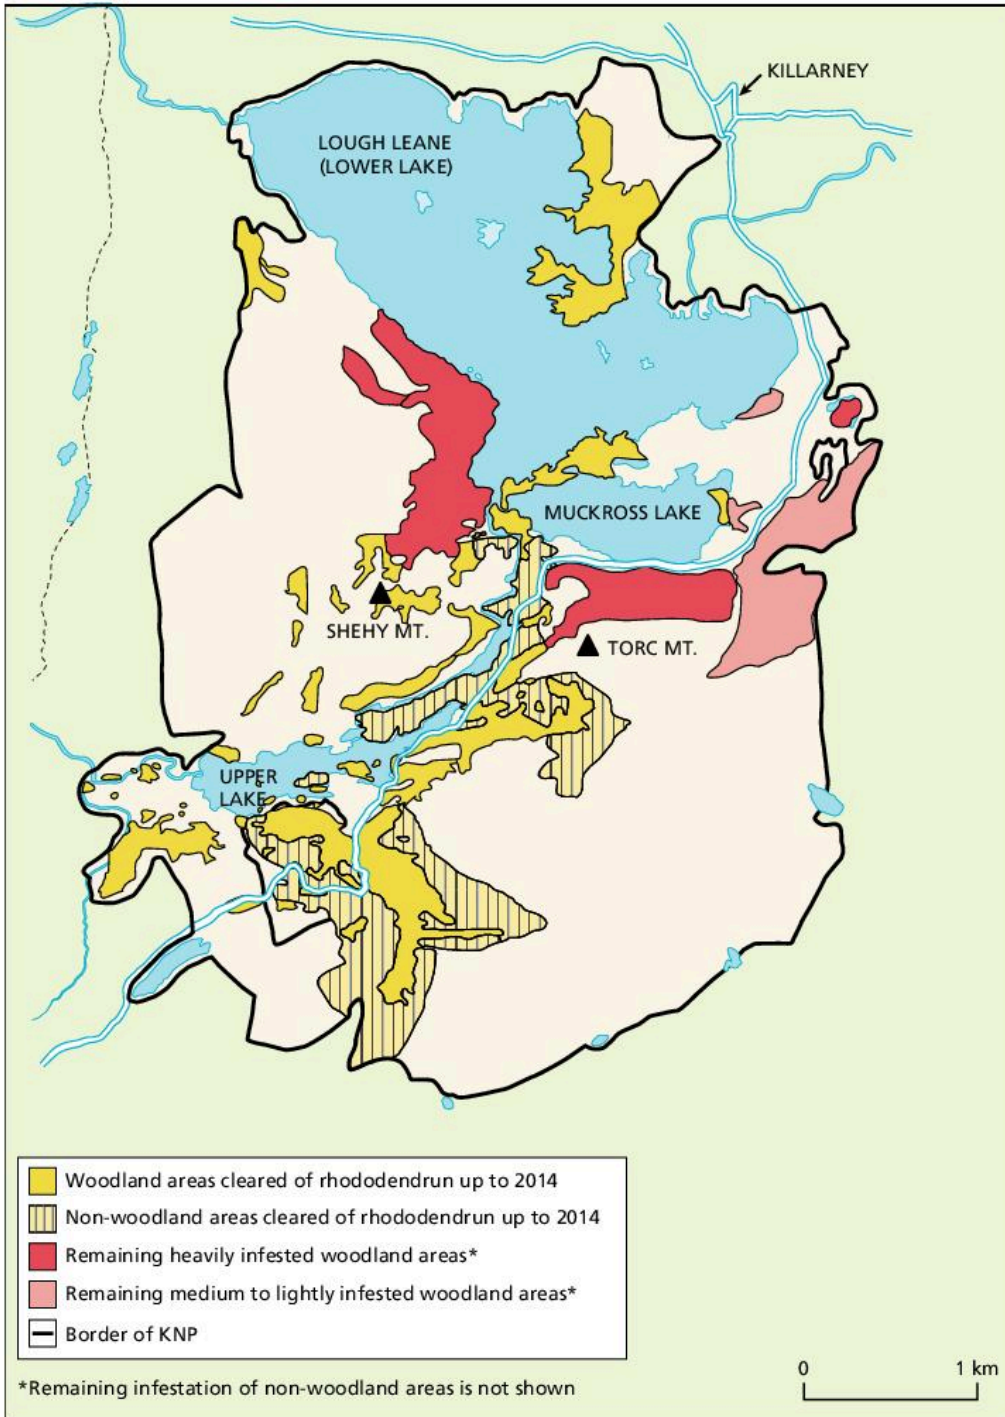 KILLARNEY
LOUGH LEANE
(LOWER LAKE)
MUCKROSS LAKE
SHEHY MT.
TORC MT.
UPPER
LAKE
Woodland areas cleared of rhododendrun up to 2014
Non-woodland areas cleared of rhododendrun up to 2014
Remaining heavily infested woodland areas*
Remaining medium to lightly infested woodland areas*
Border of KNP
*Remaining infestation of non-woodland areas is not shown
0 1 km